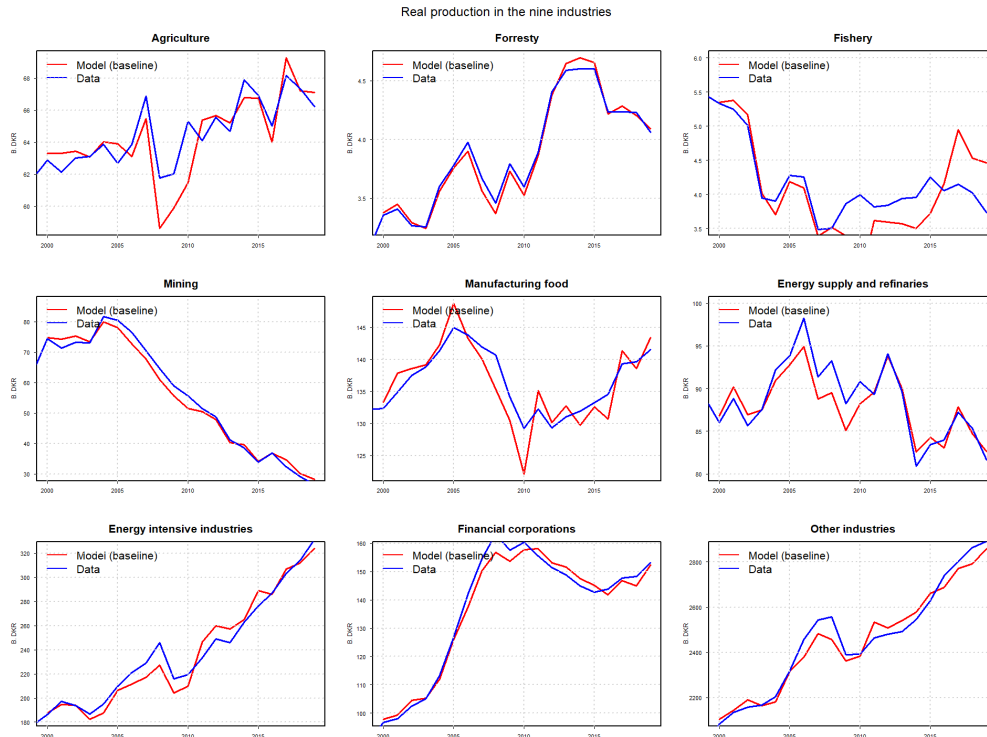 Real production in the nine industries
Agriculture
Model (baseline)
Data
B. DKR
68
66
64
62
60
2000
2005
2010
2015
Forresty
Model (baseline)
Data
B. DKR
4.5
4.0
3.5
2000
2005
2010
2015
Fishery
Model (baseline)
Data
B. DKR
6.0
5.5
5.0
4.5
4.0
3.5
2000
2005
2010
2015
Mining
Model (baseline)
Data
B. DKR
80
70
60
50
40
30
2000
2005
2010
2015
Manufacturing food
Model (baseline)
Data
B. DKR
145
140
135
130
125
2000
2005
2010
2015
Energy supply and refinaries
Model (baseline)
Data
B. DKR
100
95
90
85
80
2000
2005
2010
2015
Energy intensive industries
Model (baseline)
Data
B. DKR
320
300
280
260
240
220
200
180
2000
2005
2010
2015
Financial corporations
Model (baseline)
Data
B. DKR
160
150
140
130
120
110
100
2000
2005
2010
2015
Other industries
Model (baseline)
Data
B. DKR
2800
2600
2400
2200
2000
2005
2010
2015